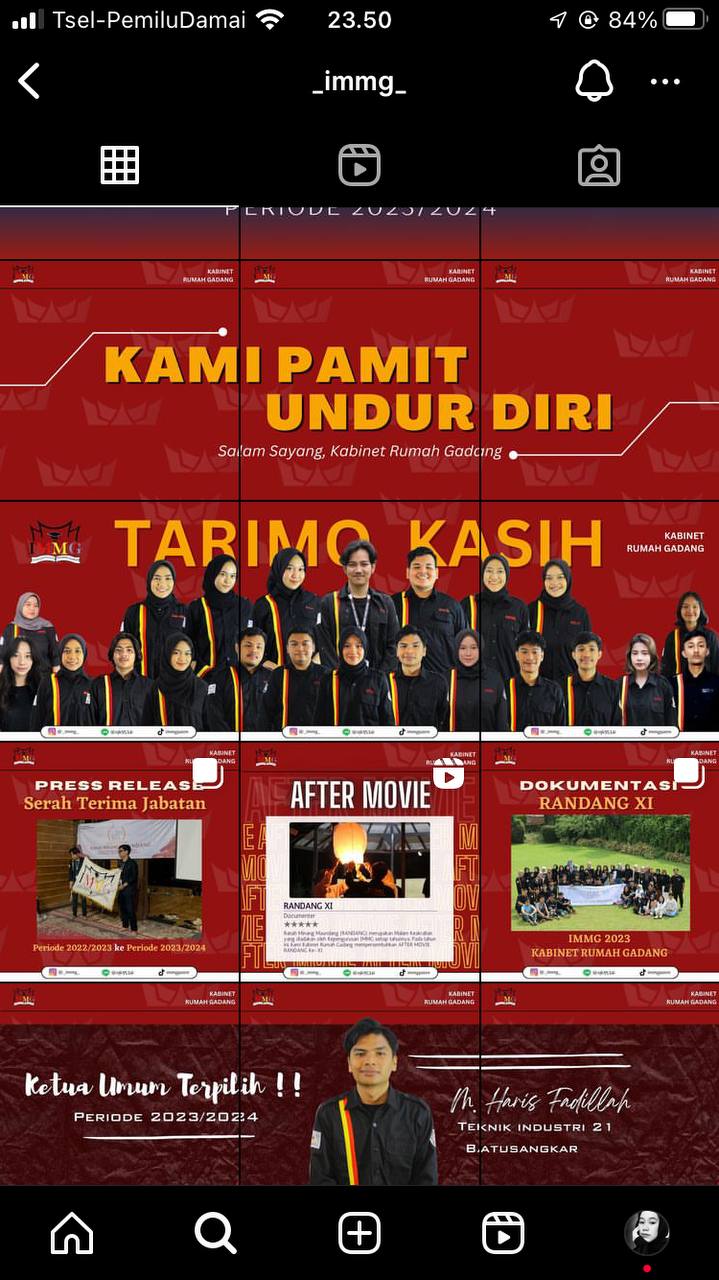 Tsel-PemiluDamai
23.50
84%
_immg_
PERIODE 2023/2024
KABINET
RUMAH GADANG
KABINET
RUMAH GADANG
KABINET
RUMAH GADANG
KAMI PAMIT
UNDUR DIRI
Salam Sayang, Kabinet Rumah Gadang
IMMG
TARIMO KASIH
KABINET
RUMAH GADANG
KABINET
PRESS RELEASE
Serah Terima Jabatan
Periode 2022/2023 ke Periode 2023/2024
KABINET
AFTER MOVIE
RANDANG XI
Documenter
★★★★★
KABINET
DOKUMENTASI
RANDANG XI
IMMG 2023
KABINET RUMAH GADANG
KABINET
RUMAH GADANG
KABINET
RUMAH GADANG
KABINET
RUMAH GADANG
Ketua Umum Terpilih !!
PERIODE 2023/2024
M. Haris Fadillah
TEKNIK INDUSTRI 21
BATUSANGKAR